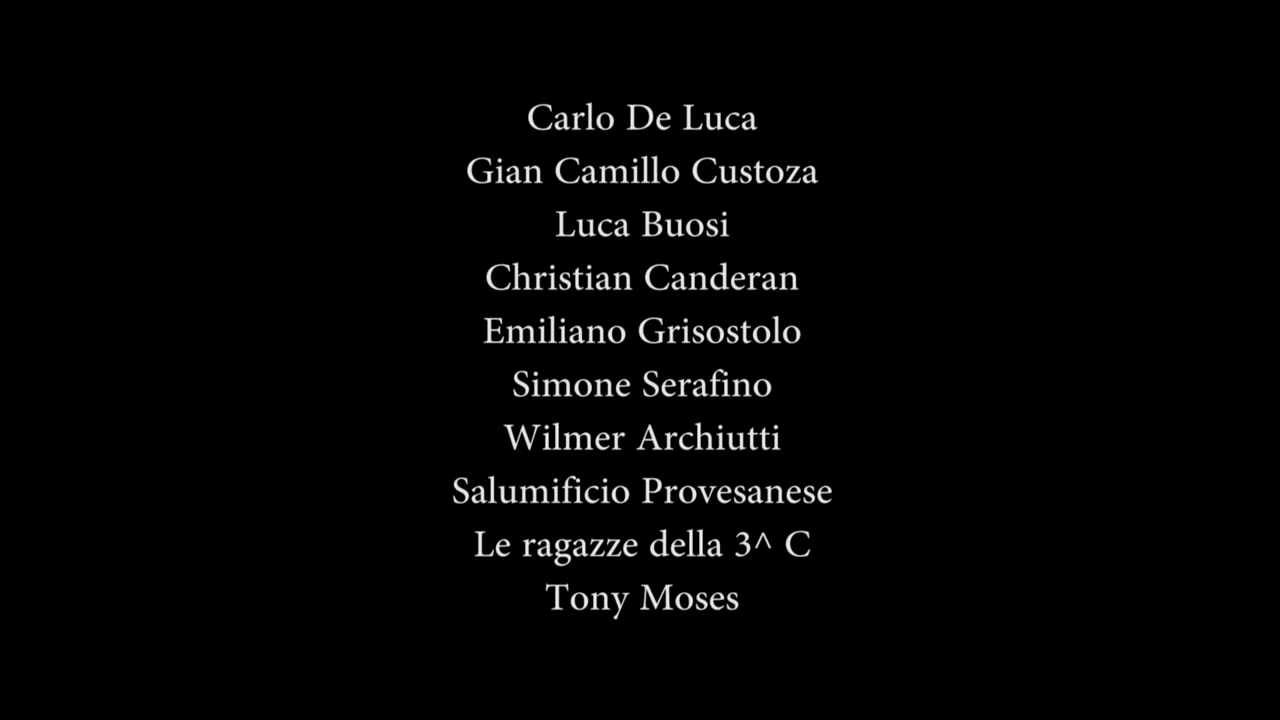 Carlo De Luca
Gian Camillo Custoza
Luca Buosi
Christian Canderan
Emiliano Grisostolo
Simone Serafino
Wilmer Archiutti
Salumificio Provesanese
Le ragazze della 3^ C
Tony Moses